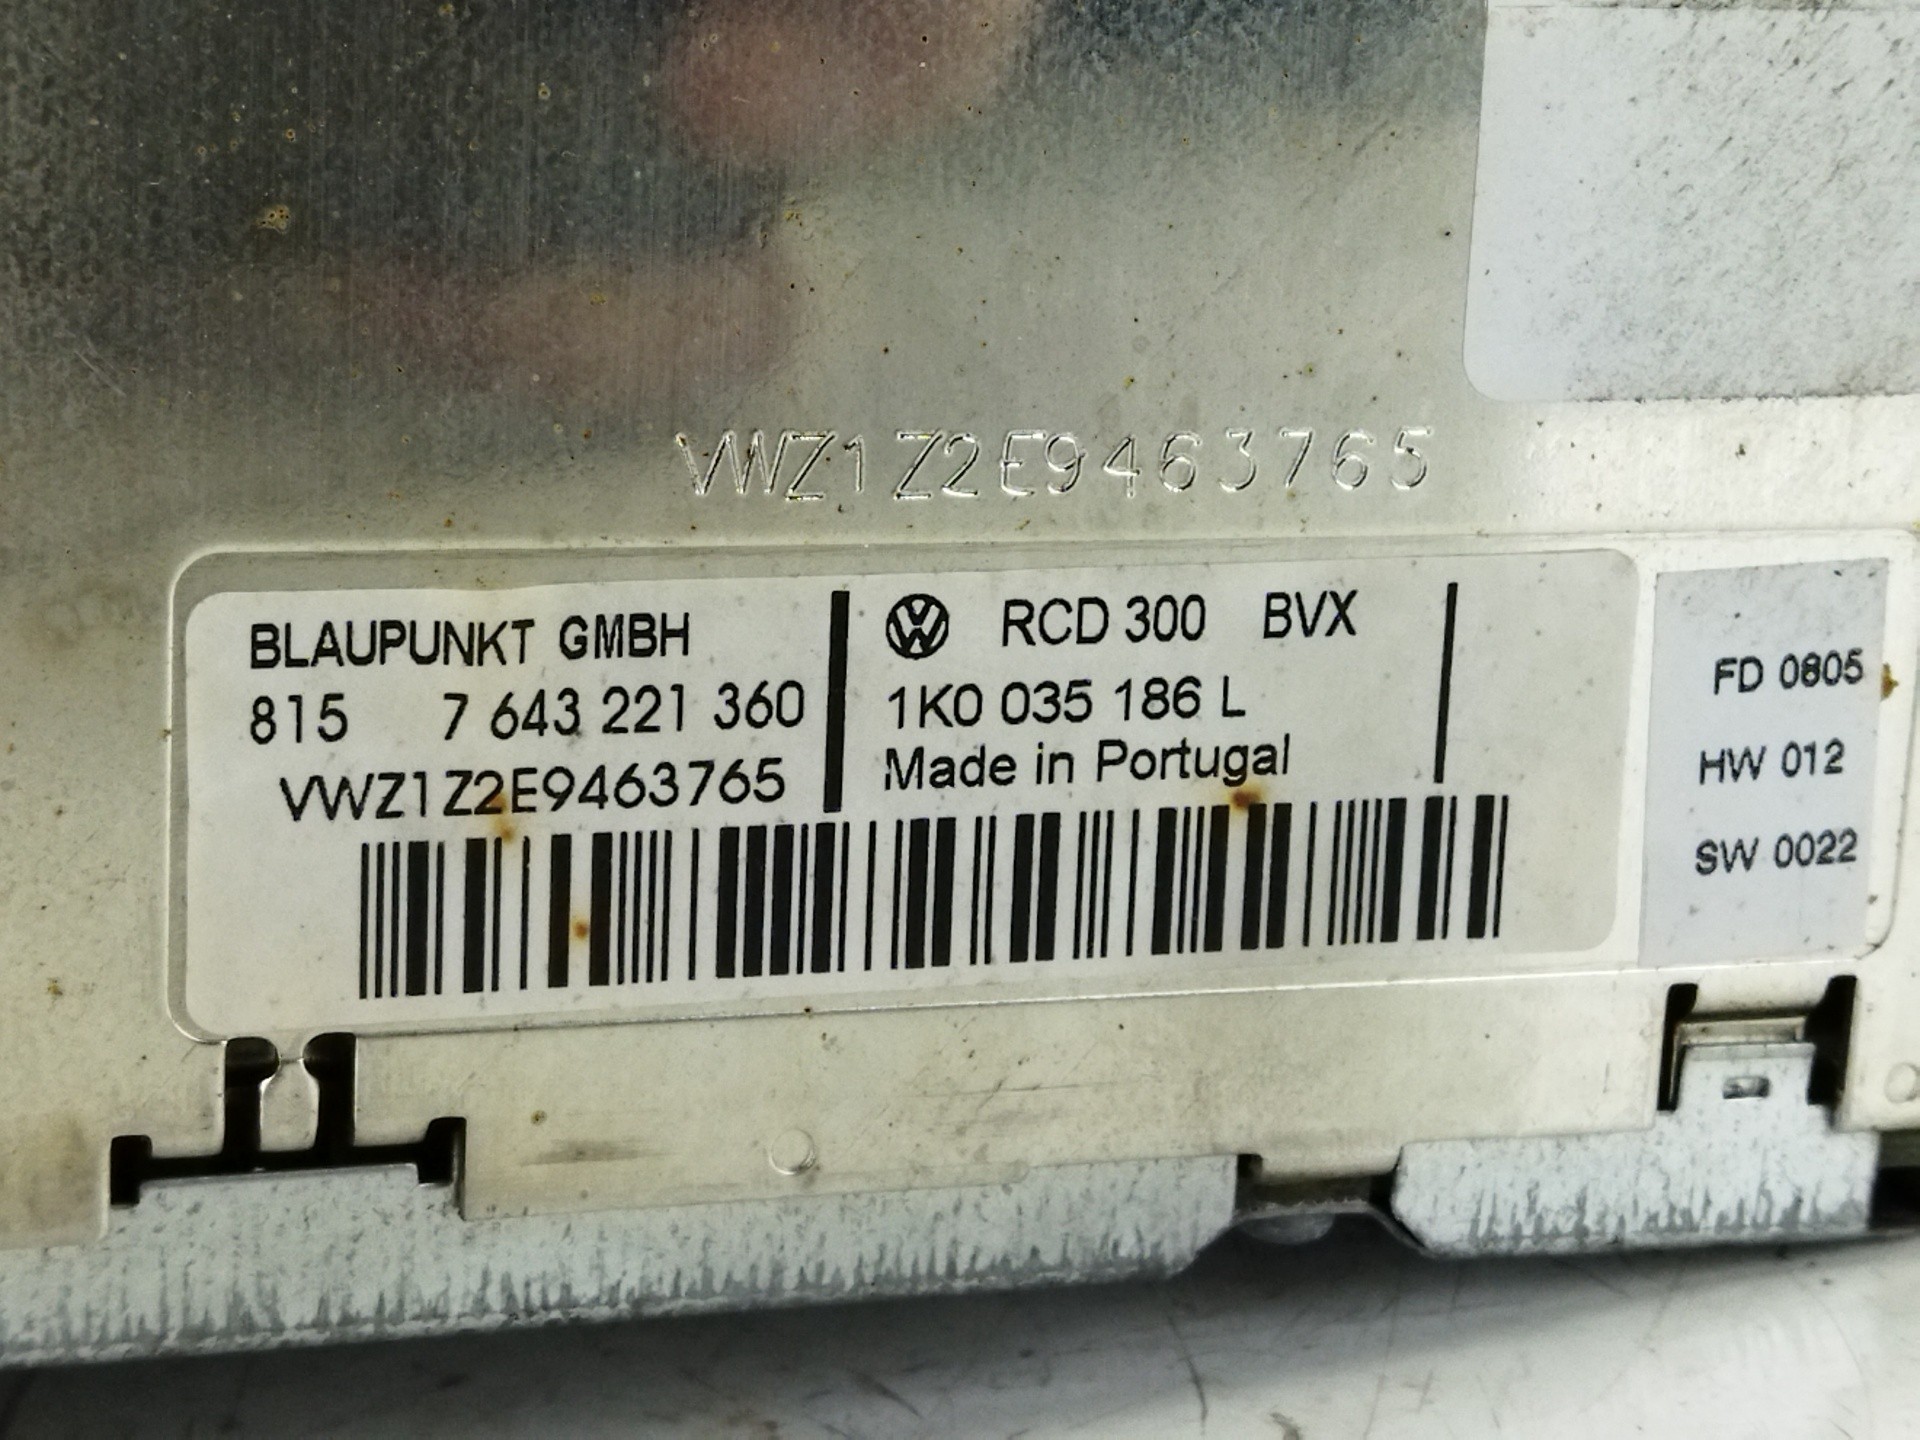 VWZ1Z2E9463765
BLAUPUNKT GMBH
815 7 643 221 360
VWZ1Z2E9463765
RCD 300 BVX
1K0 035 186 L
Made in Portugal
FD 0805
HW 012
SW 0022